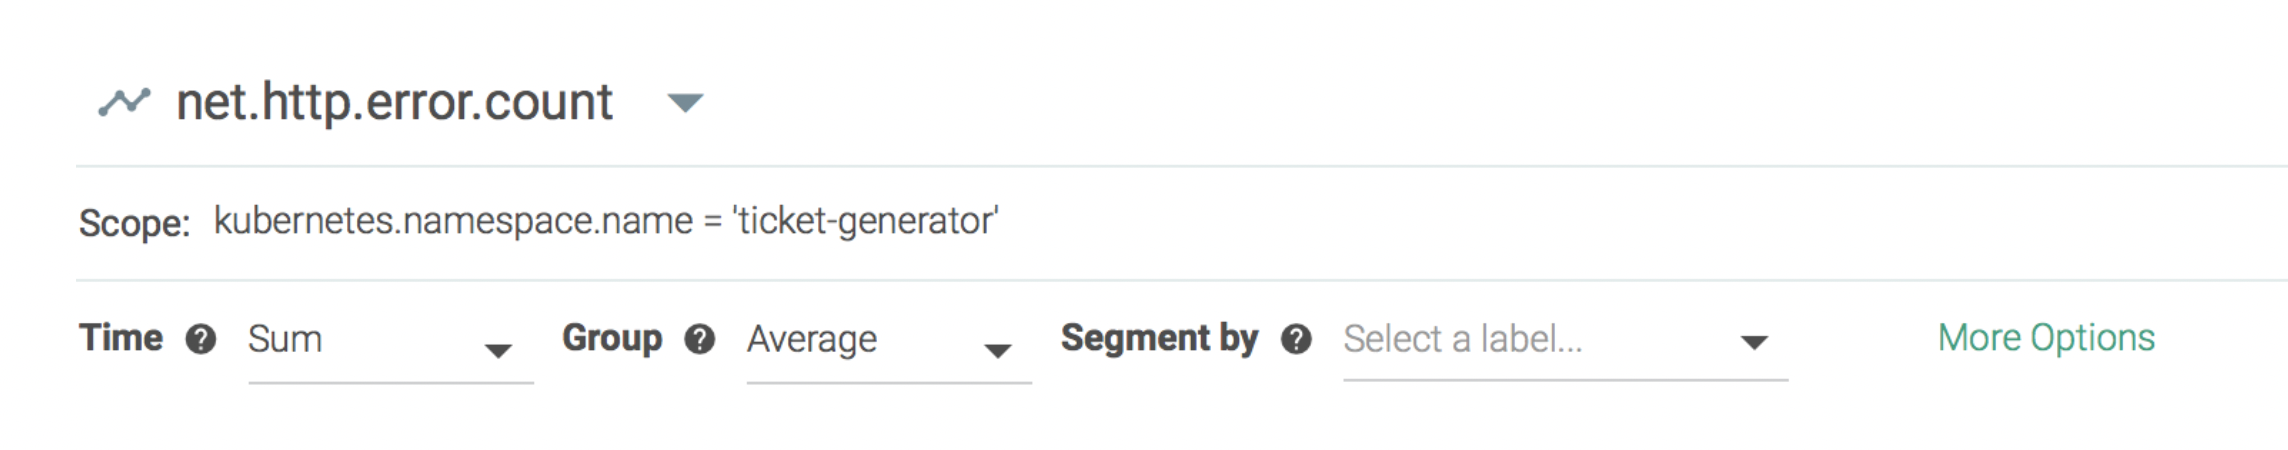 net.http.error.count
Scope: kubernetes.namespace.name = 'ticket-generator'
Time ? Sum Group ? Average Segment by ? Select a label... More Options